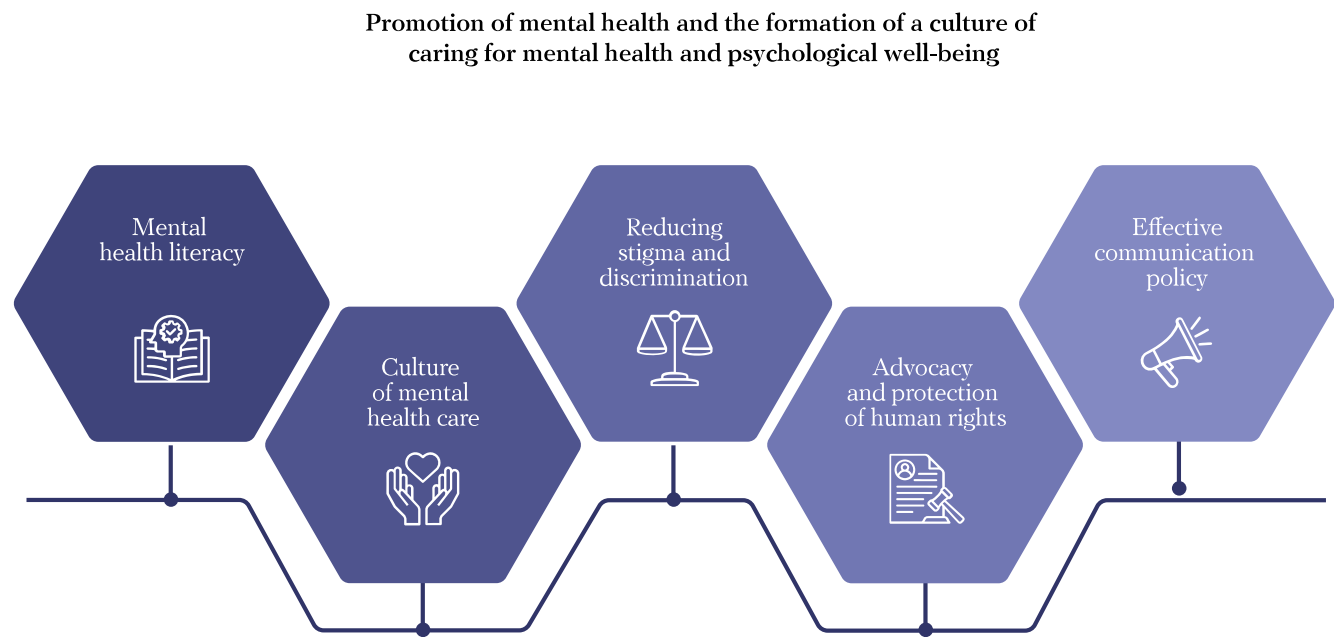 Promotion of mental health and the formation of a culture of
caring for mental health and psychological well-being
Mental
health literacy
Culture
of mental
health care
Reducing
stigma and
discrimination
Advocacy
and protection
of human rights
Effective
communication
policy